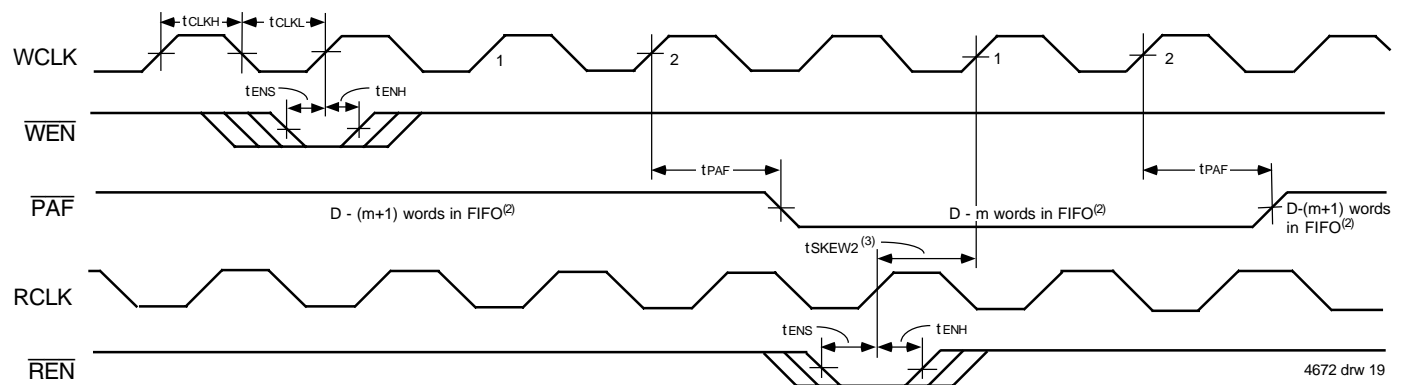 tCLKH
tCLKL
WCLK
1
2
1
2
tENS
tENH
WEN
tPAF
tPAF
PAF
D - (m+1) words in FIFO(2)
D - m words in FIFO(2)
D-(m+1) words
in FIFO(2)
tSKEW2(3)
RCLK
tENS
tENH
REN
4672 drw 19